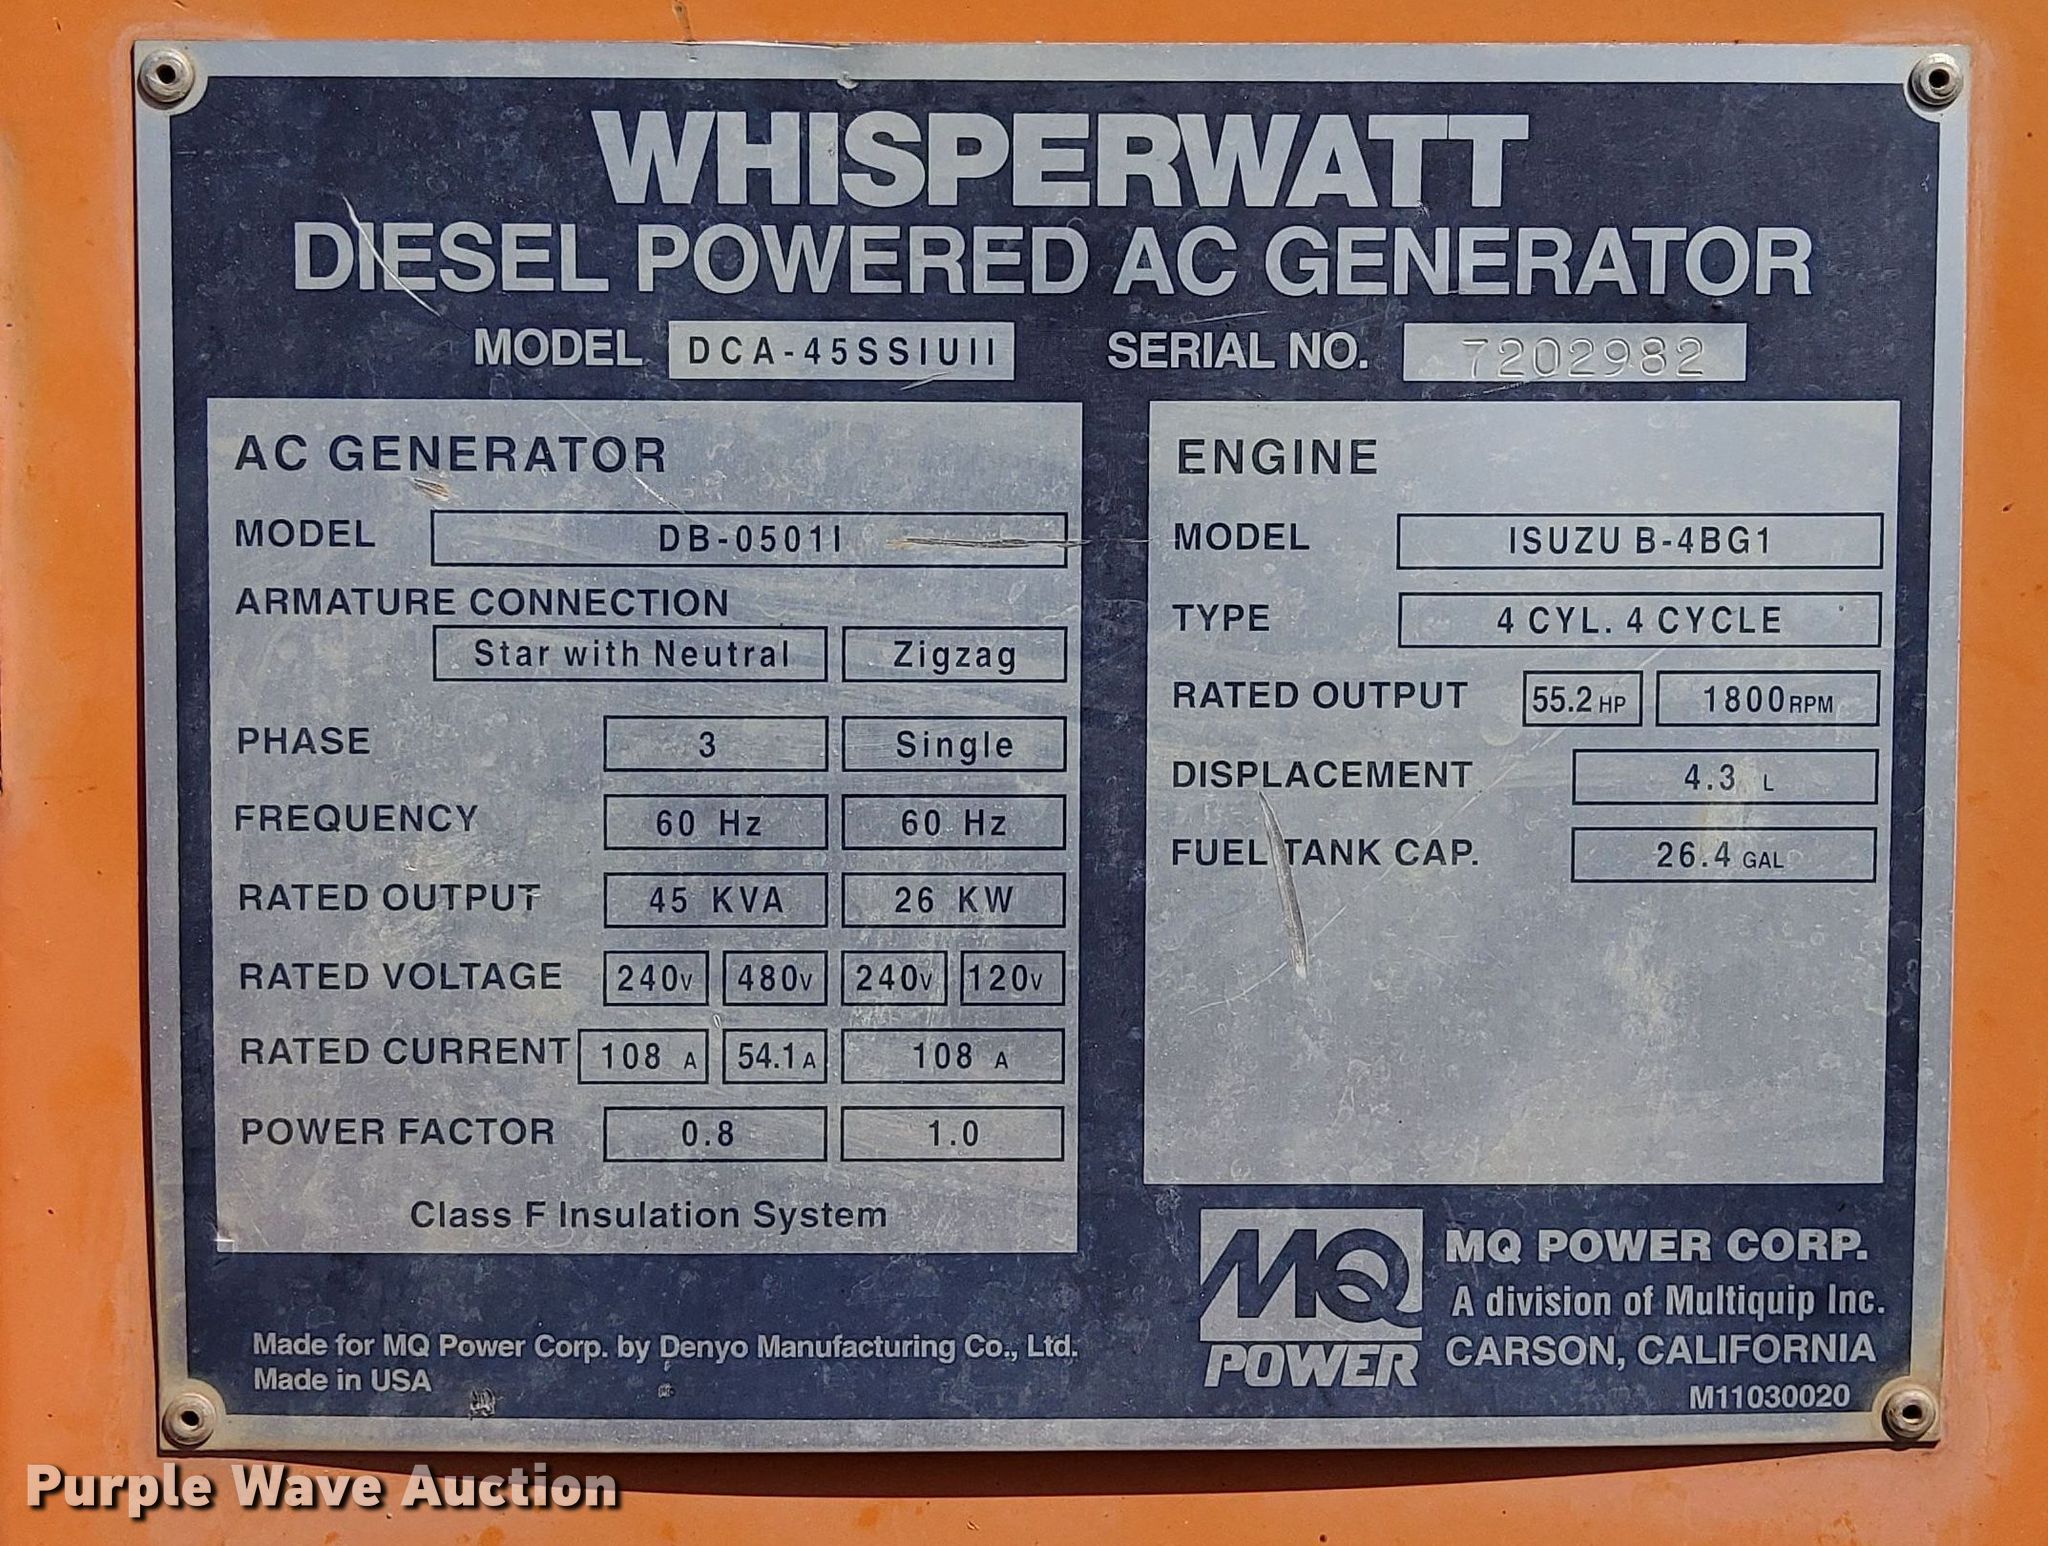 WHISPERWATT
DIESEL POWERED AC GENERATOR
MODEL DCA-45SSIUII SERIAL NO. 7202982
AC GENERATOR
MODEL DB-0501I
ARMATURE CONNECTION
Star with Neutral Zigzag
PHASE 3 Single
FREQUENCY 60 Hz 60 Hz
RATED OUTPUT 45 KVA 26 KW
RATED VOLTAGE 240V 480V 240V 120V
RATED CURRENT 108 A 54.1A 108 A
POWER FACTOR 0.8 1.0
Class F Insulation System
ENGINE
MODEL ISUZU B-4BG1
TYPE 4 CYL. 4 CYCLE
RATED OUTPUT 55.2 HP 1800 RPM
DISPLACEMENT 4.3 L
FUEL TANK CAP. 26.4 GAL
Made for MQ Power Corp. by Denyo Manufacturing Co., Ltd.
Made in USA
MQ
POWER
MQ POWER CORP.
A division of Multiquip Inc.
CARSON, CALIFORNIA
M11030020
Purple Wave Auction